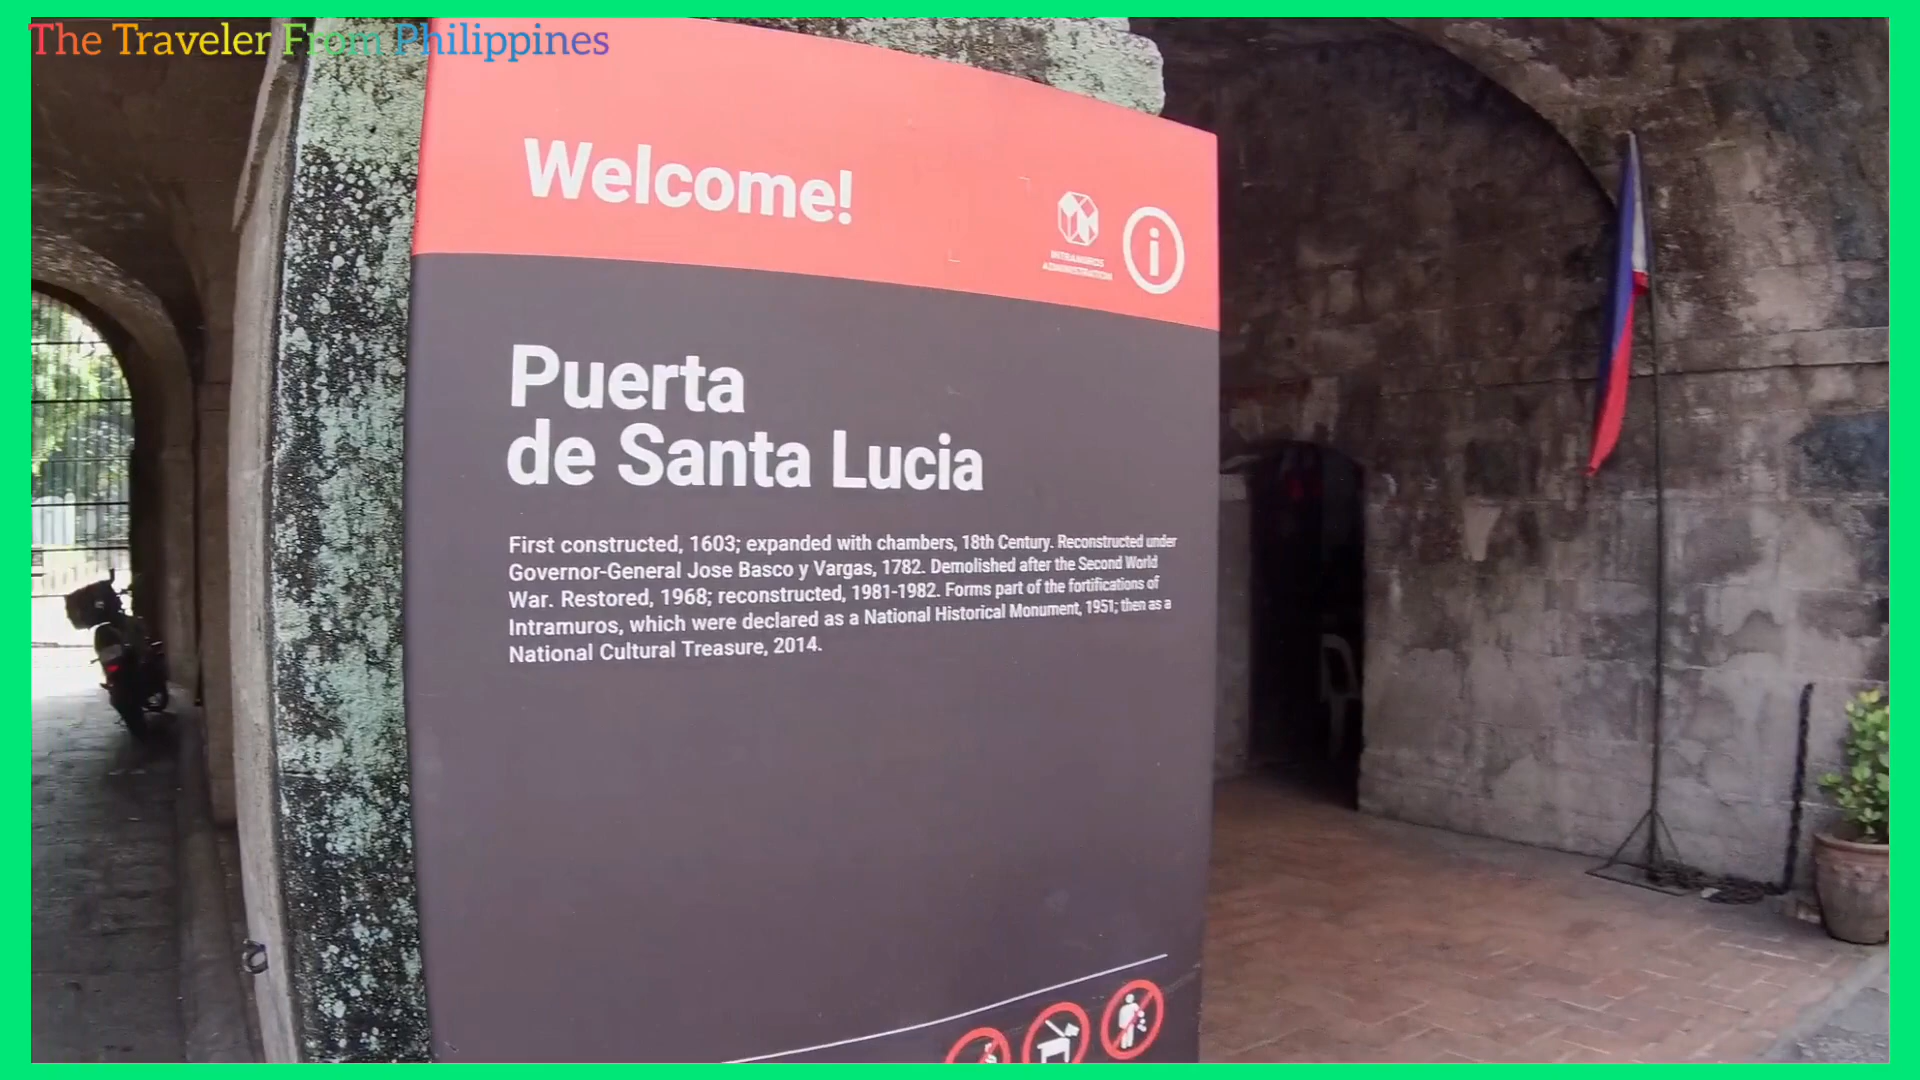 The Traveler From Philippines
Welcome!
INTRAMUROS
ADMINISTRATION
i
Puerta
de Santa Lucia
First constructed, 1603; expanded with chambers, 18th Century. Reconstructed under
Governor-General Jose Basco y Vargas, 1782. Demolished after the Second World
War. Restored, 1968; reconstructed, 1981-1982. Forms part of the fortifications of
Intramuros, which were declared as a National Historical Monument, 1951; then as a
National Cultural Treasure, 2014.